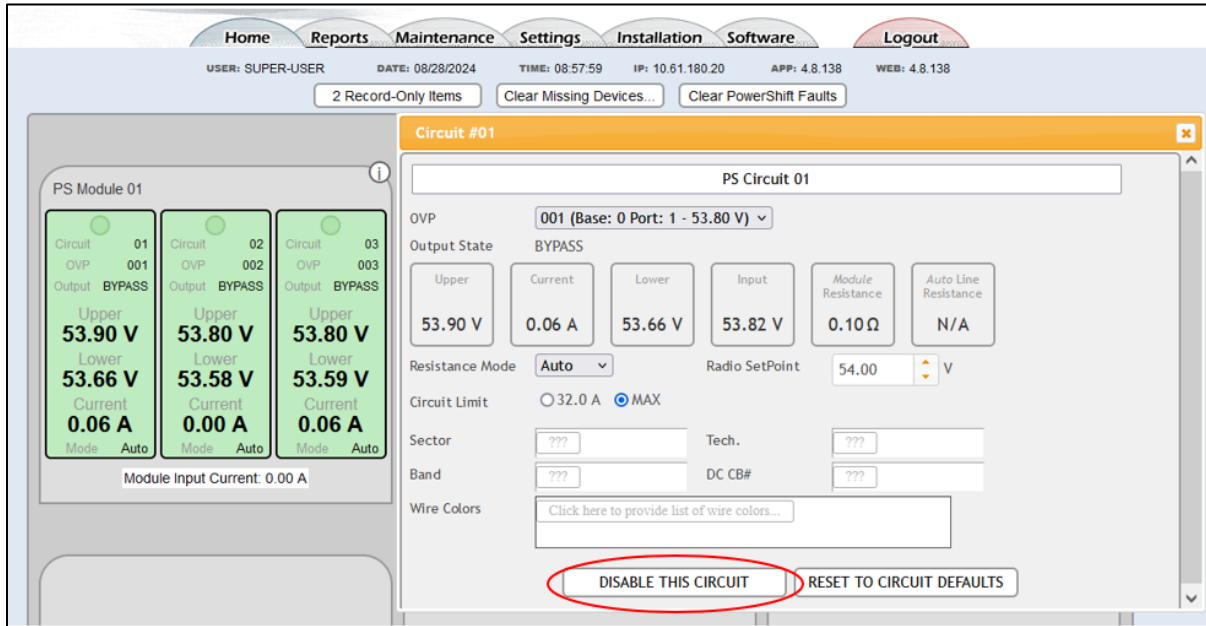 Home Reports Maintenance Settings Installation Software Logout
USER: SUPER-USER DATE: 08/28/2024 TIME: 08:57:59 IP: 10.61.180.20 APP: 4.8.138 WEB: 4.8.138
2 Record-Only Items Clear Missing Devices... Clear PowerShift Faults
PS Module 01
i
Circuit 01 Circuit 02 Circuit 03
OVP 001 OVP 002 OVP 003
Output BYPASS Output BYPASS Output BYPASS
Upper Upper Upper
53.90 V 53.80 V 53.80 V
Lower Lower Lower
53.66 V 53.58 V 53.59 V
Current Current Current
0.06 A 0.00 A 0.06 A
Mode Auto Mode Auto Mode Auto
Module Input Current: 0.00 A
Circuit #01
PS Circuit 01
OVP 001 (Base: 0 Port: 1 - 53.80 V)
Output State BYPASS
Upper Current Lower Input Module Resistance Auto Line Resistance
53.90 V 0.06 A 53.66 V 53.82 V 0.10 Ω N/A
Resistance Mode Auto Radio SetPoint 54.00 V
Circuit Limit 32.0 A MAX
Sector ??? Tech. ???
Band ??? DC CB# ???
Wire Colors Click here to provide list of wire colors...
DISABLE THIS CIRCUIT RESET TO CIRCUIT DEFAULTS